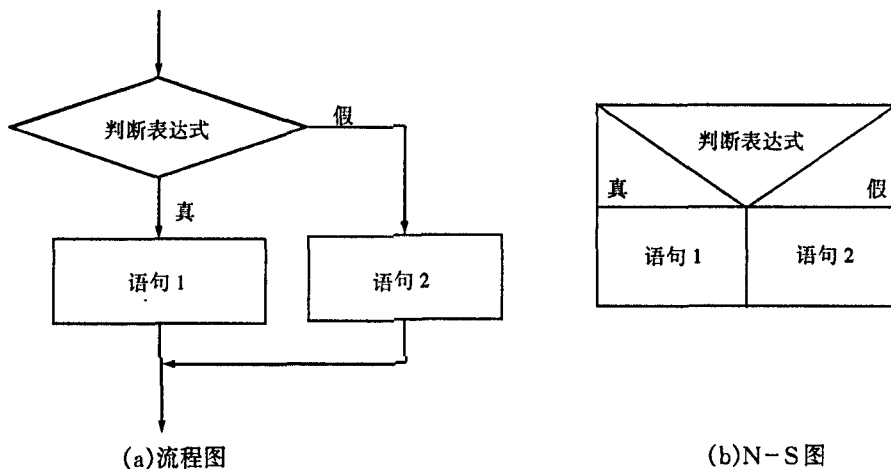 判断表达式
假
真
语句 1
语句 2
(a)流程图
判断表达式
真
假
语句 1
语句 2
(b)N-S图